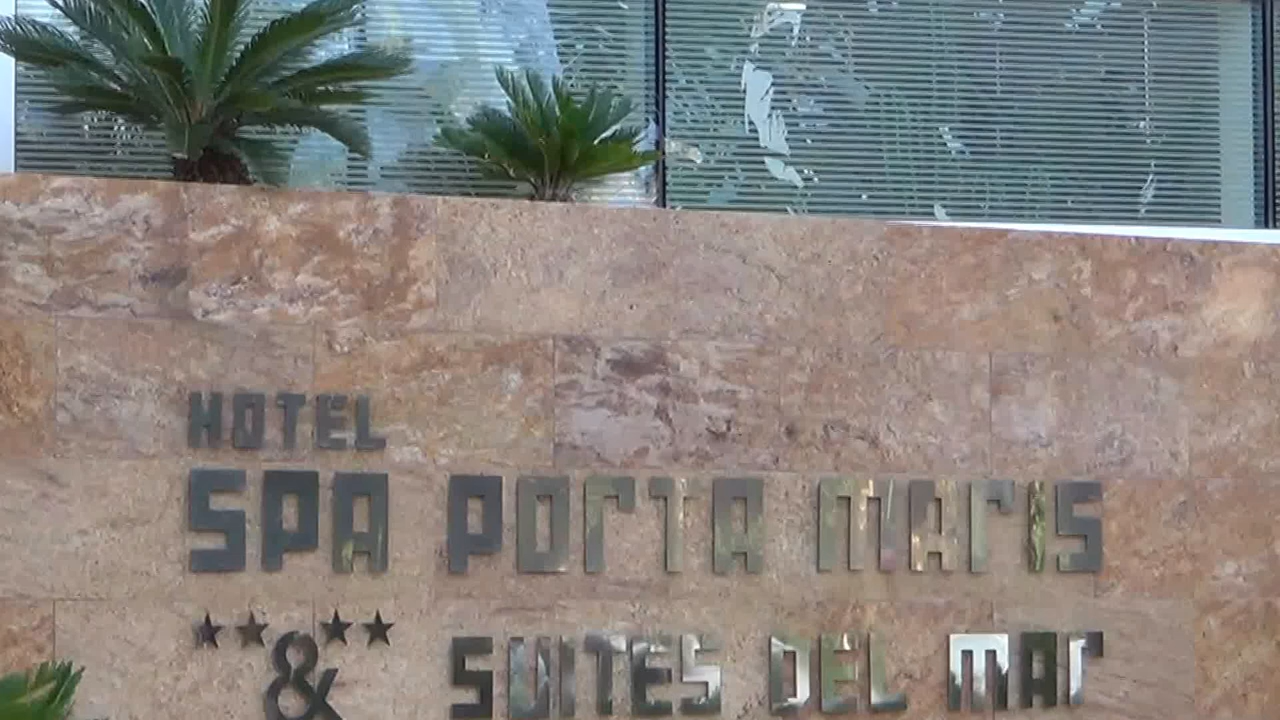 HOTEL
SPA PORTA MARIS
★★★★
& SUITES DEL MAR